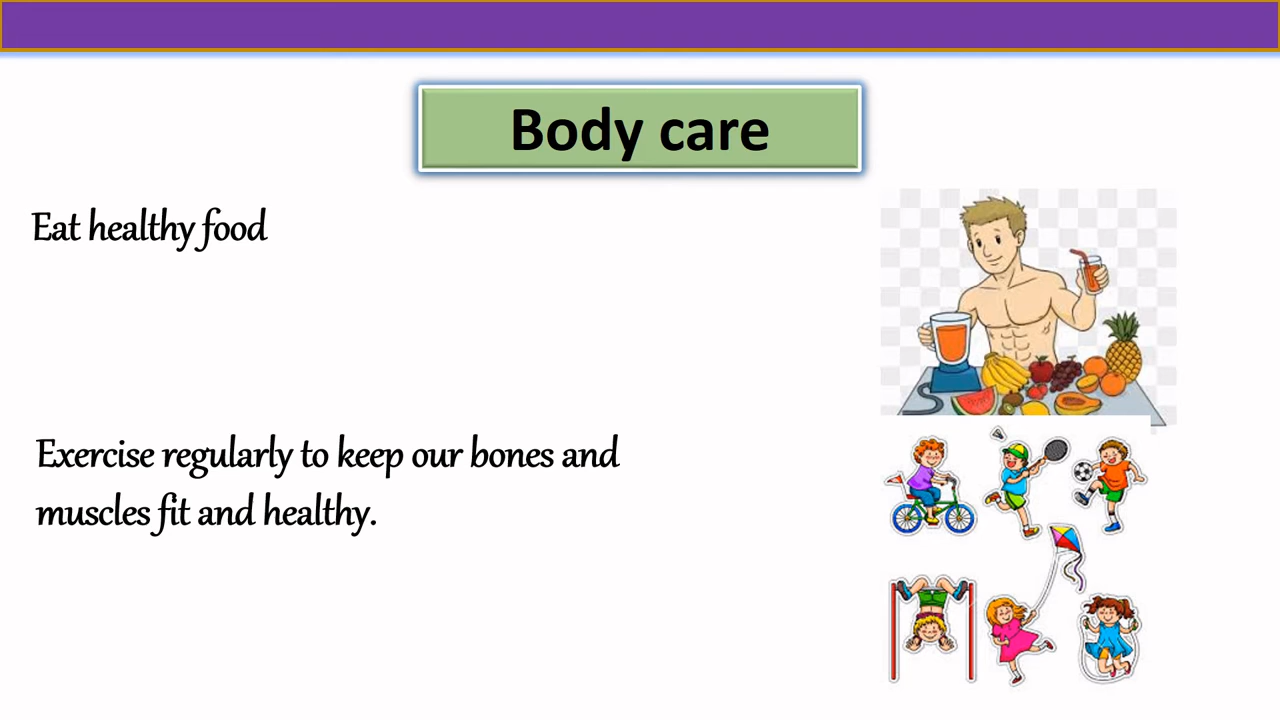 Body care
Eat healthy food
Exercise regularly to keep our bones and
muscles fit and healthy.